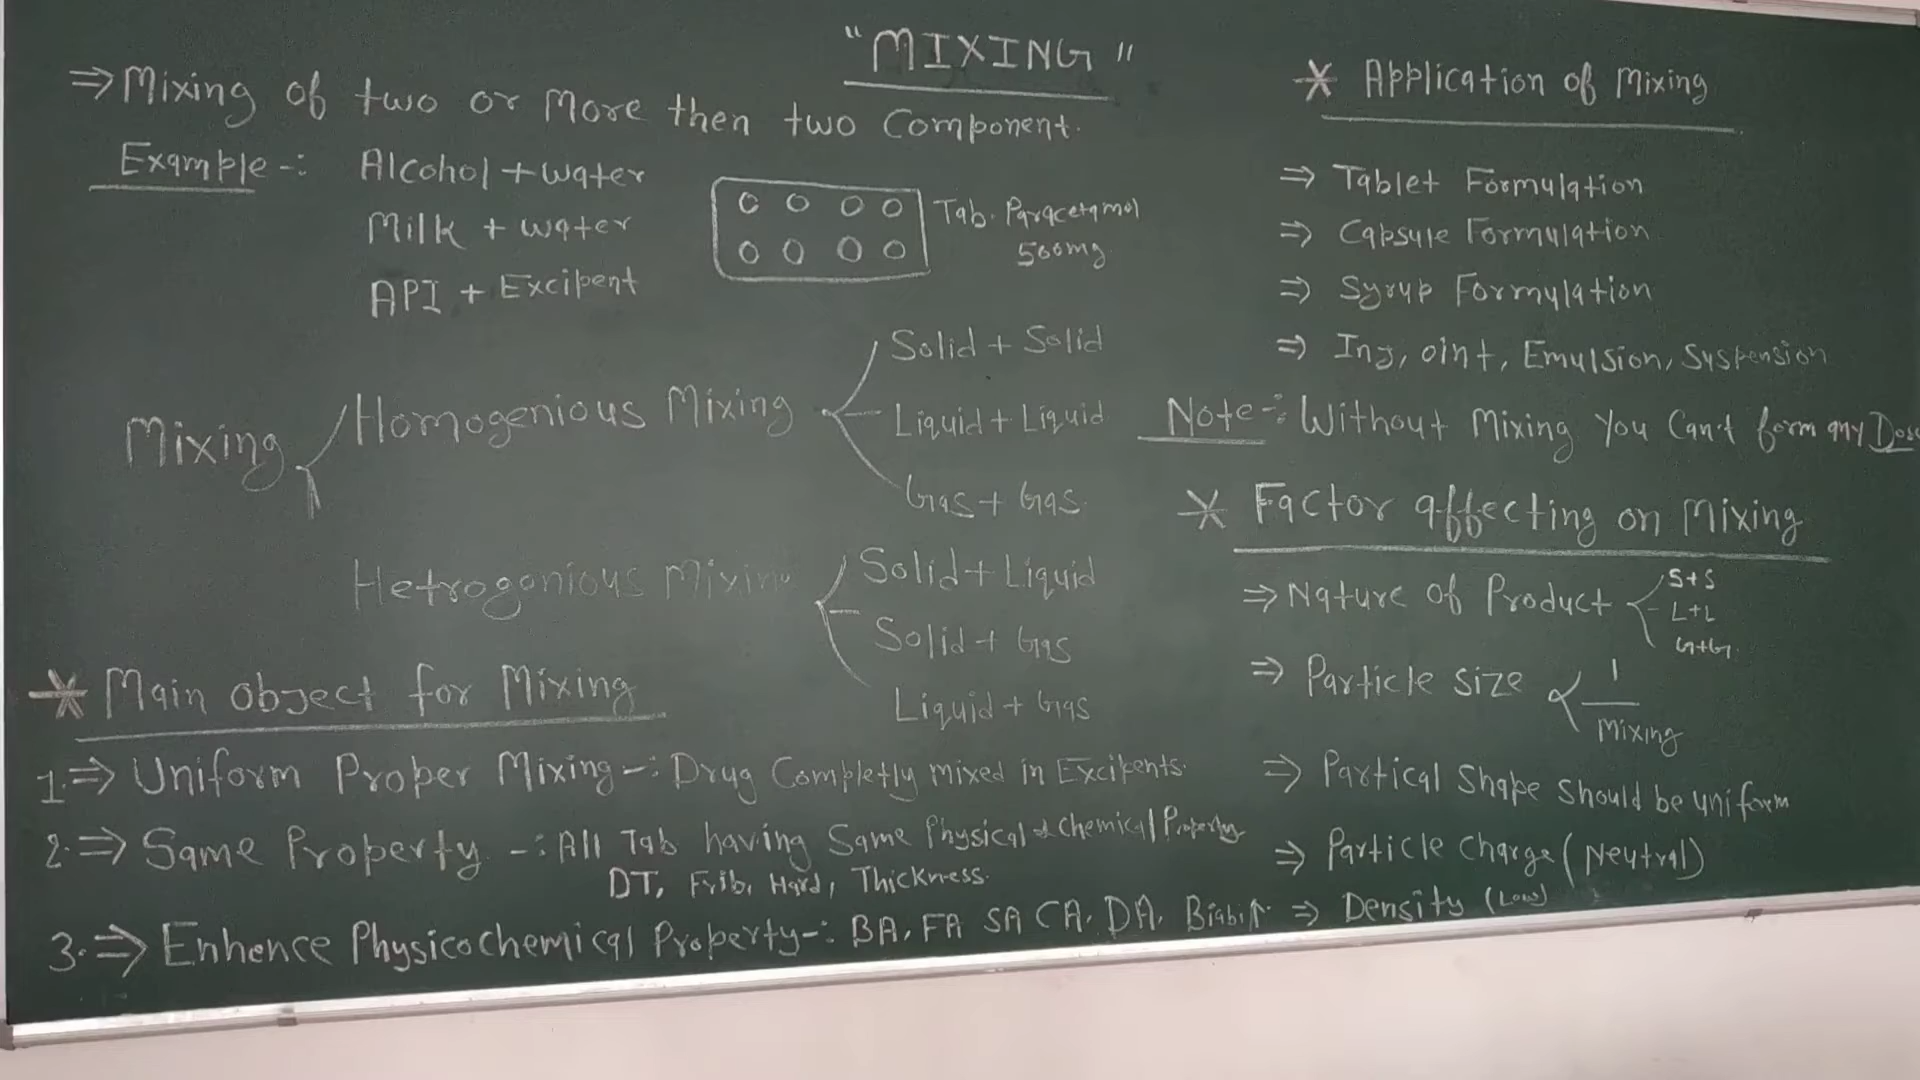 "MIXING"
⇒ Mixing of two or More then two Component.
Example -: Alcohol + water
Milk + water
API + Excipent
Tab. Paracetamol
500mg
Mixing
Homogenious Mixing
Solid + Solid
Liquid + Liquid
Gas + Gas.
Hetrogenious Mixing
Solid + Liquid
Solid + Gas
Liquid + Gas
* Main object for Mixing
1. ⇒ Uniform Proper Mixing -: Drug Completly mixed in Excipents.
2. ⇒ Same Property -: All Tab having Same Physical & Chemical Property
DT, Frib, Hard, Thickness.
3. ⇒ Enhence Physicochemical Property -: BA, FA SA CA. DA.
* Application of Mixing
⇒ Tablet Formulation
⇒ Capsule Formulation
⇒ Syrup Formulation
⇒ Inj, oint, Emulsion, Suspension
Note -: Without Mixing You Can't form any
* Factor affecting on Mixing
⇒ Nature of Product
S+S
L+L
G+G.
⇒ Particle size ∝ 1
Mixing
⇒ Partical Shape Should be uniform
⇒ Particle Charge (Neutral)
⇒ Density (Low)